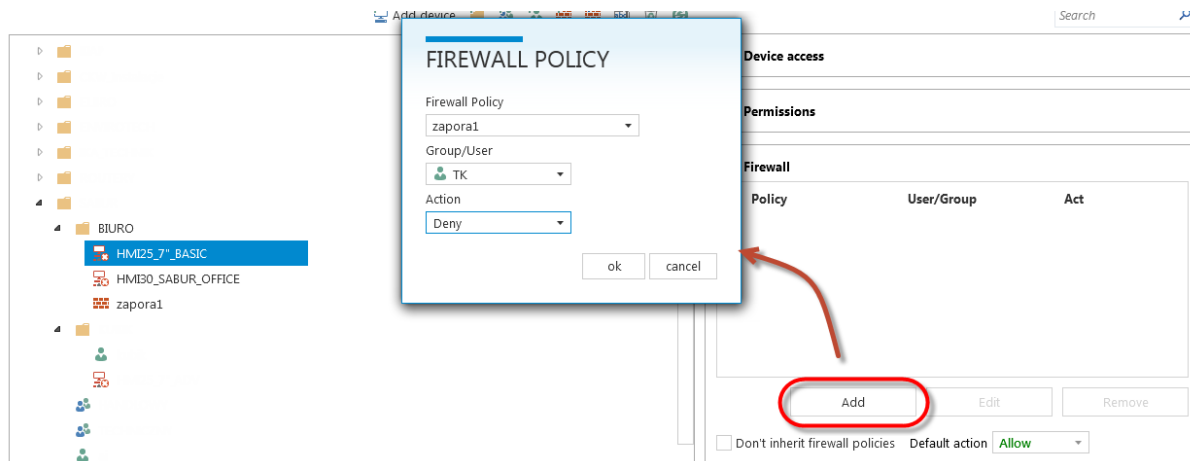 Add device
Search
BIURO
HMI25_7"_BASIC
HMI30_SABUR_OFFICE
zapora1
FIREWALL POLICY
Firewall Policy
zapora1
Group/User
TK
Action
Deny
ok cancel
Device access
Permissions
Firewall
Policy User/Group Act
Add Edit Remove
Don't inherit firewall policies Default action Allow